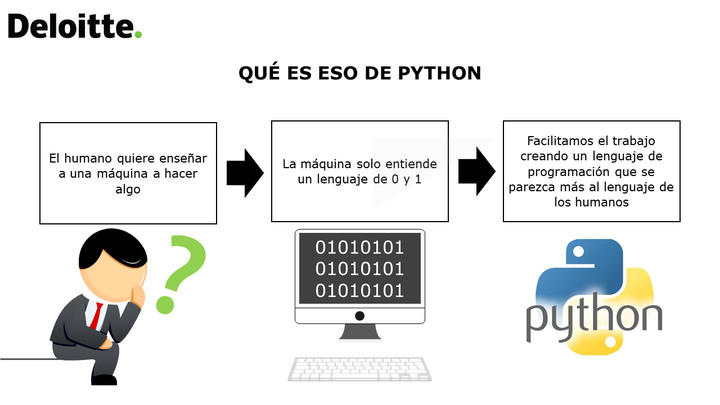 Deloitte.
QUÉ ES ESO DE PYTHON
El humano quiere enseñar
a una máquina a hacer
algo
La máquina solo entiende
un lenguaje de 0 y 1
Facilitamos el trabajo
creando un lenguaje de
programación que se
parezca más al lenguaje de
los humanos
?
01010101
01010101
01010101
python